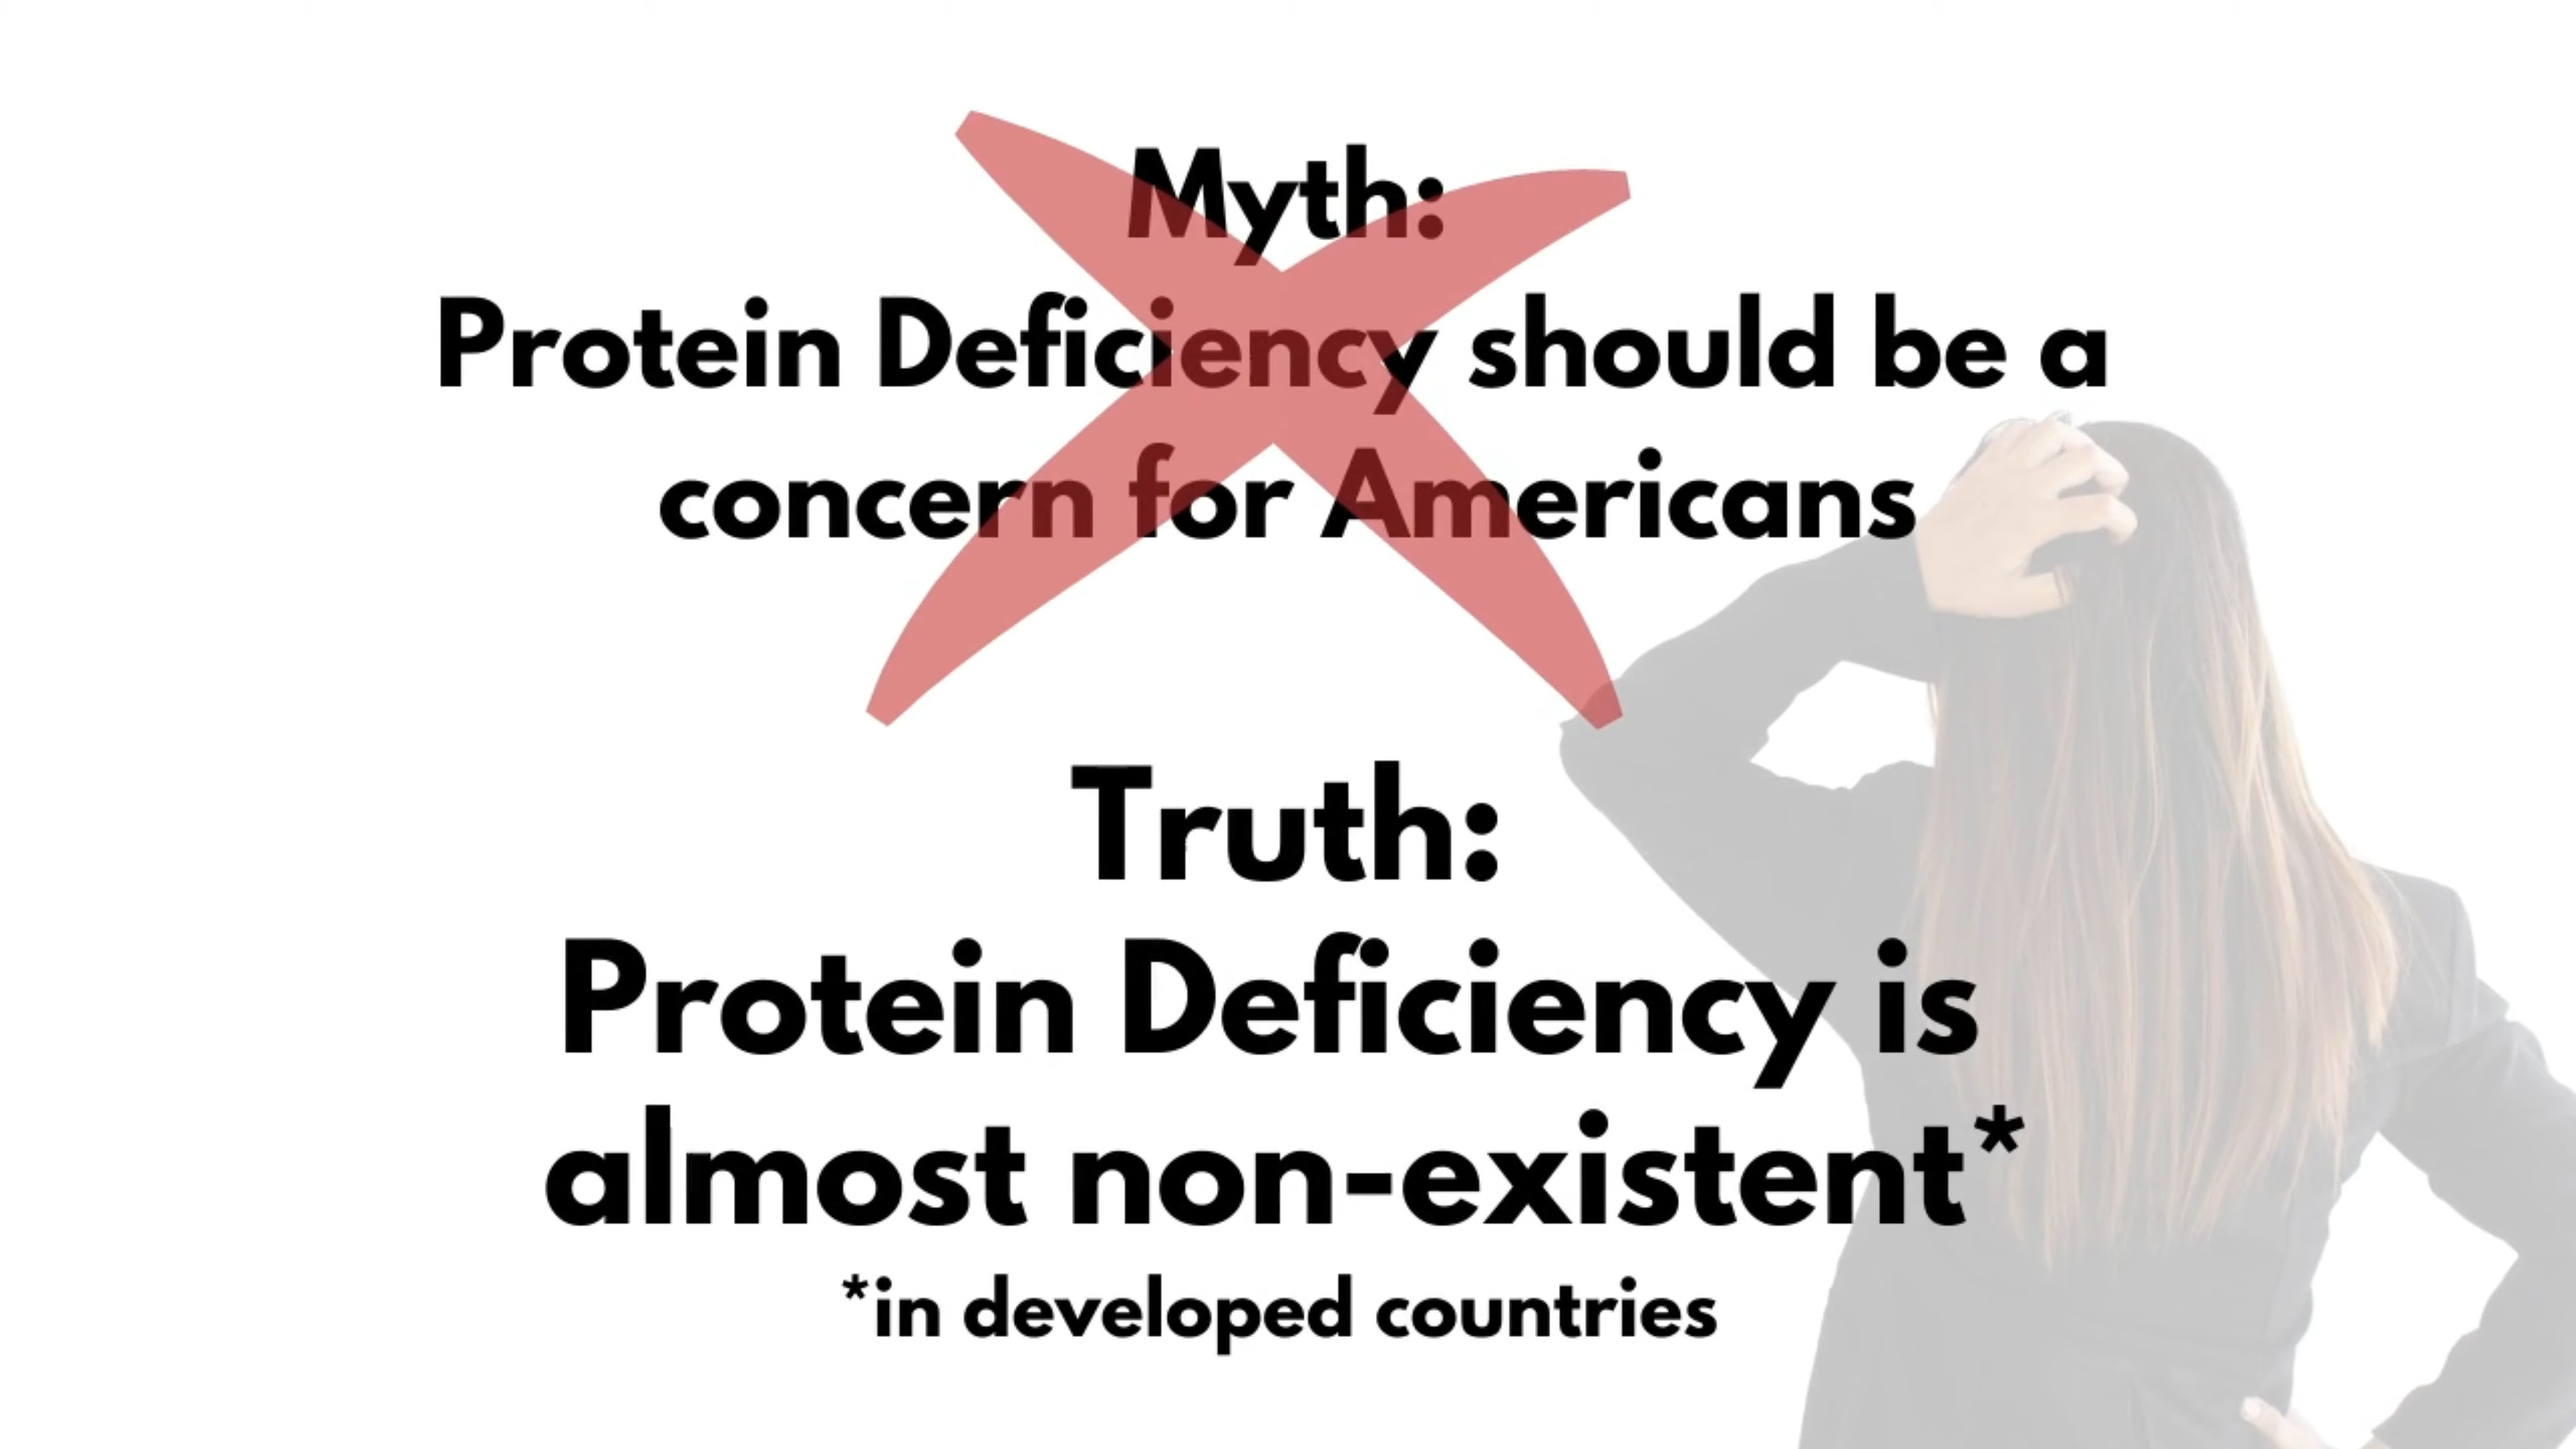 Myth:
Protein Deficiency should be a
concern for Americans
Truth:
Protein Deficiency is
almost non-existent*
*in developed countries